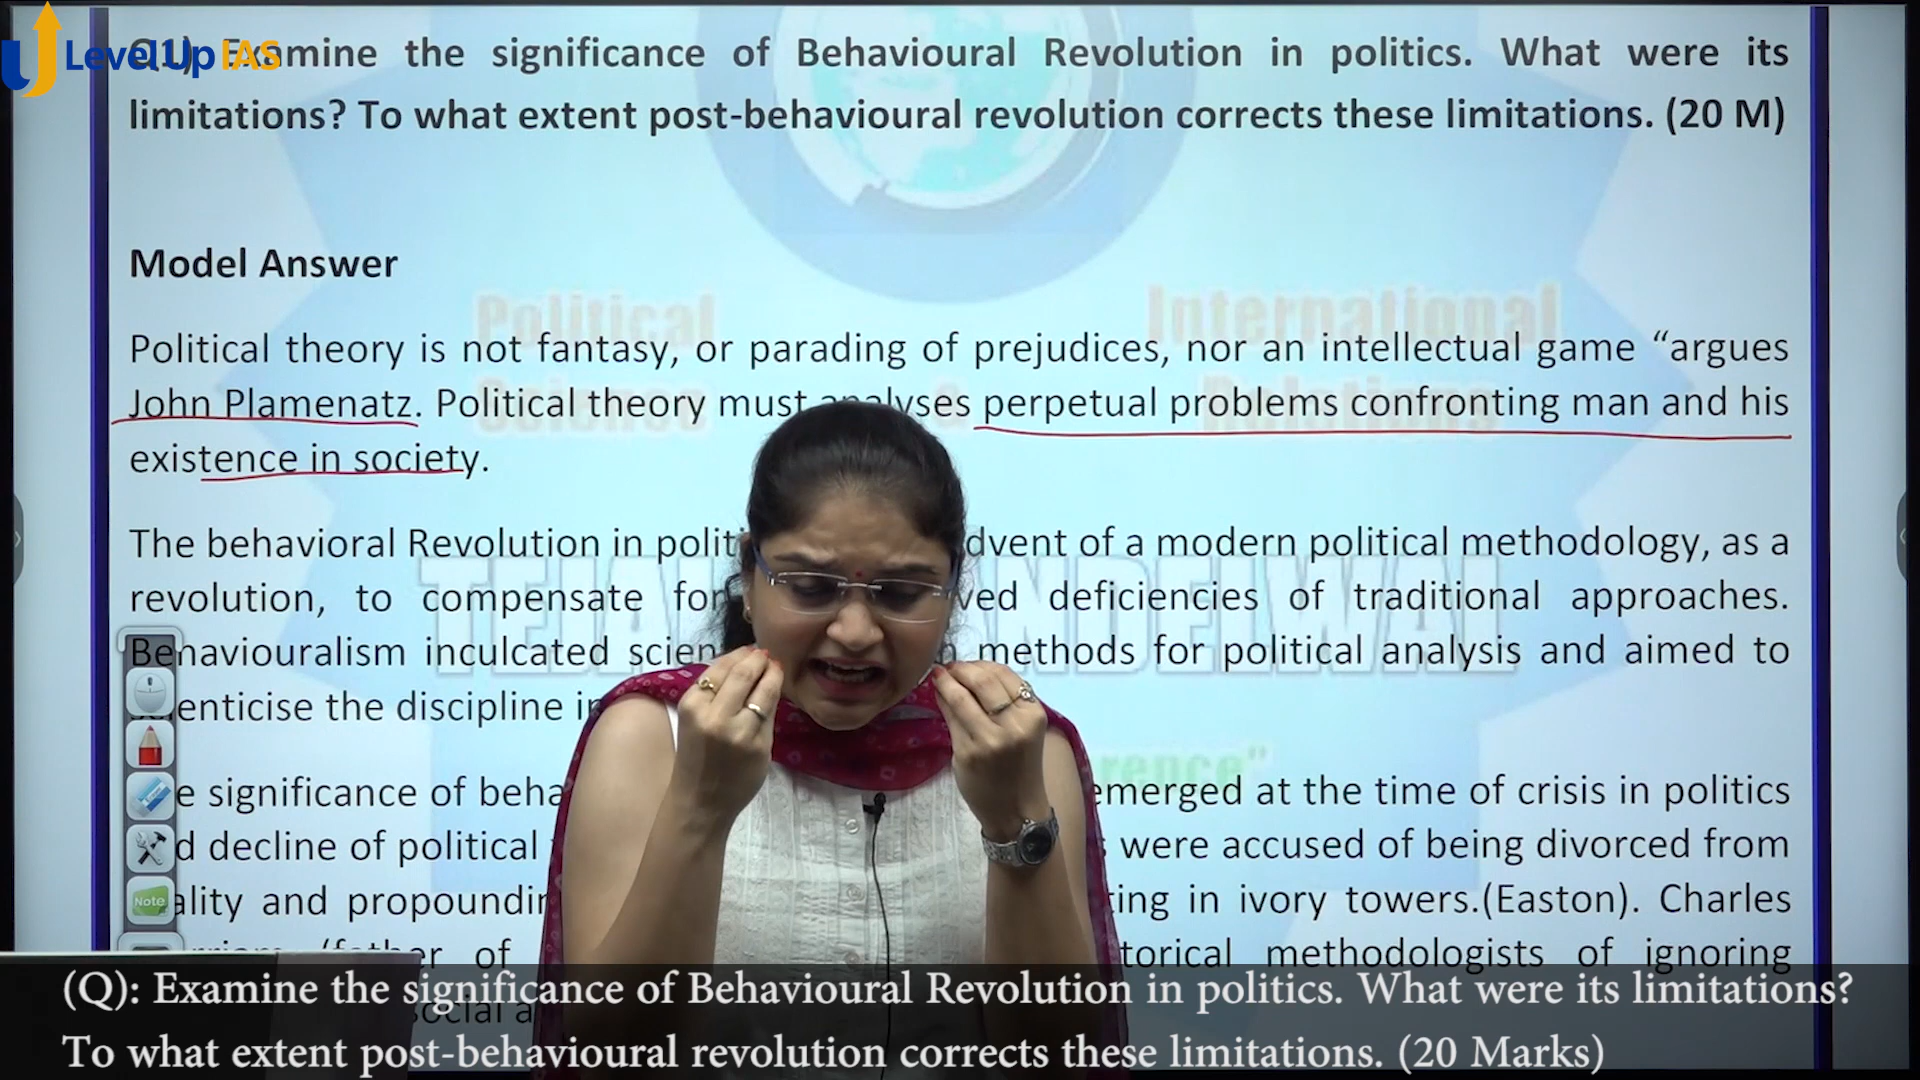 Level Up IAS
Q1) Examine the significance of Behavioural Revolution in politics. What were its
limitations? To what extent post-behavioural revolution corrects these limitations. (20 M)
Model Answer
Political International
Science & Relations
Political theory is not fantasy, or parading of prejudices, nor an intellectual game “argues
John Plamenatz. Political theory must analyses perpetual problems confronting man and his
existence in society.
The behavioral Revolution in dvent of a modern political methodology, as a
revolution, to compensate for ved deficiencies of traditional approaches.
Behaviouralism inculcated methods for political analysis and aimed to
enticise the discipline
e significance of emerged at the time of crisis in politics
d decline of political were accused of being divorced from
ality and ting in ivory towers.(Easton). Charles
of torical methodologists of ignoring
Note
(Q): Examine the significance of Behavioural Revolution in politics. What were its limitations?
To what extent post-behavioural revolution corrects these limitations. (20 Marks)